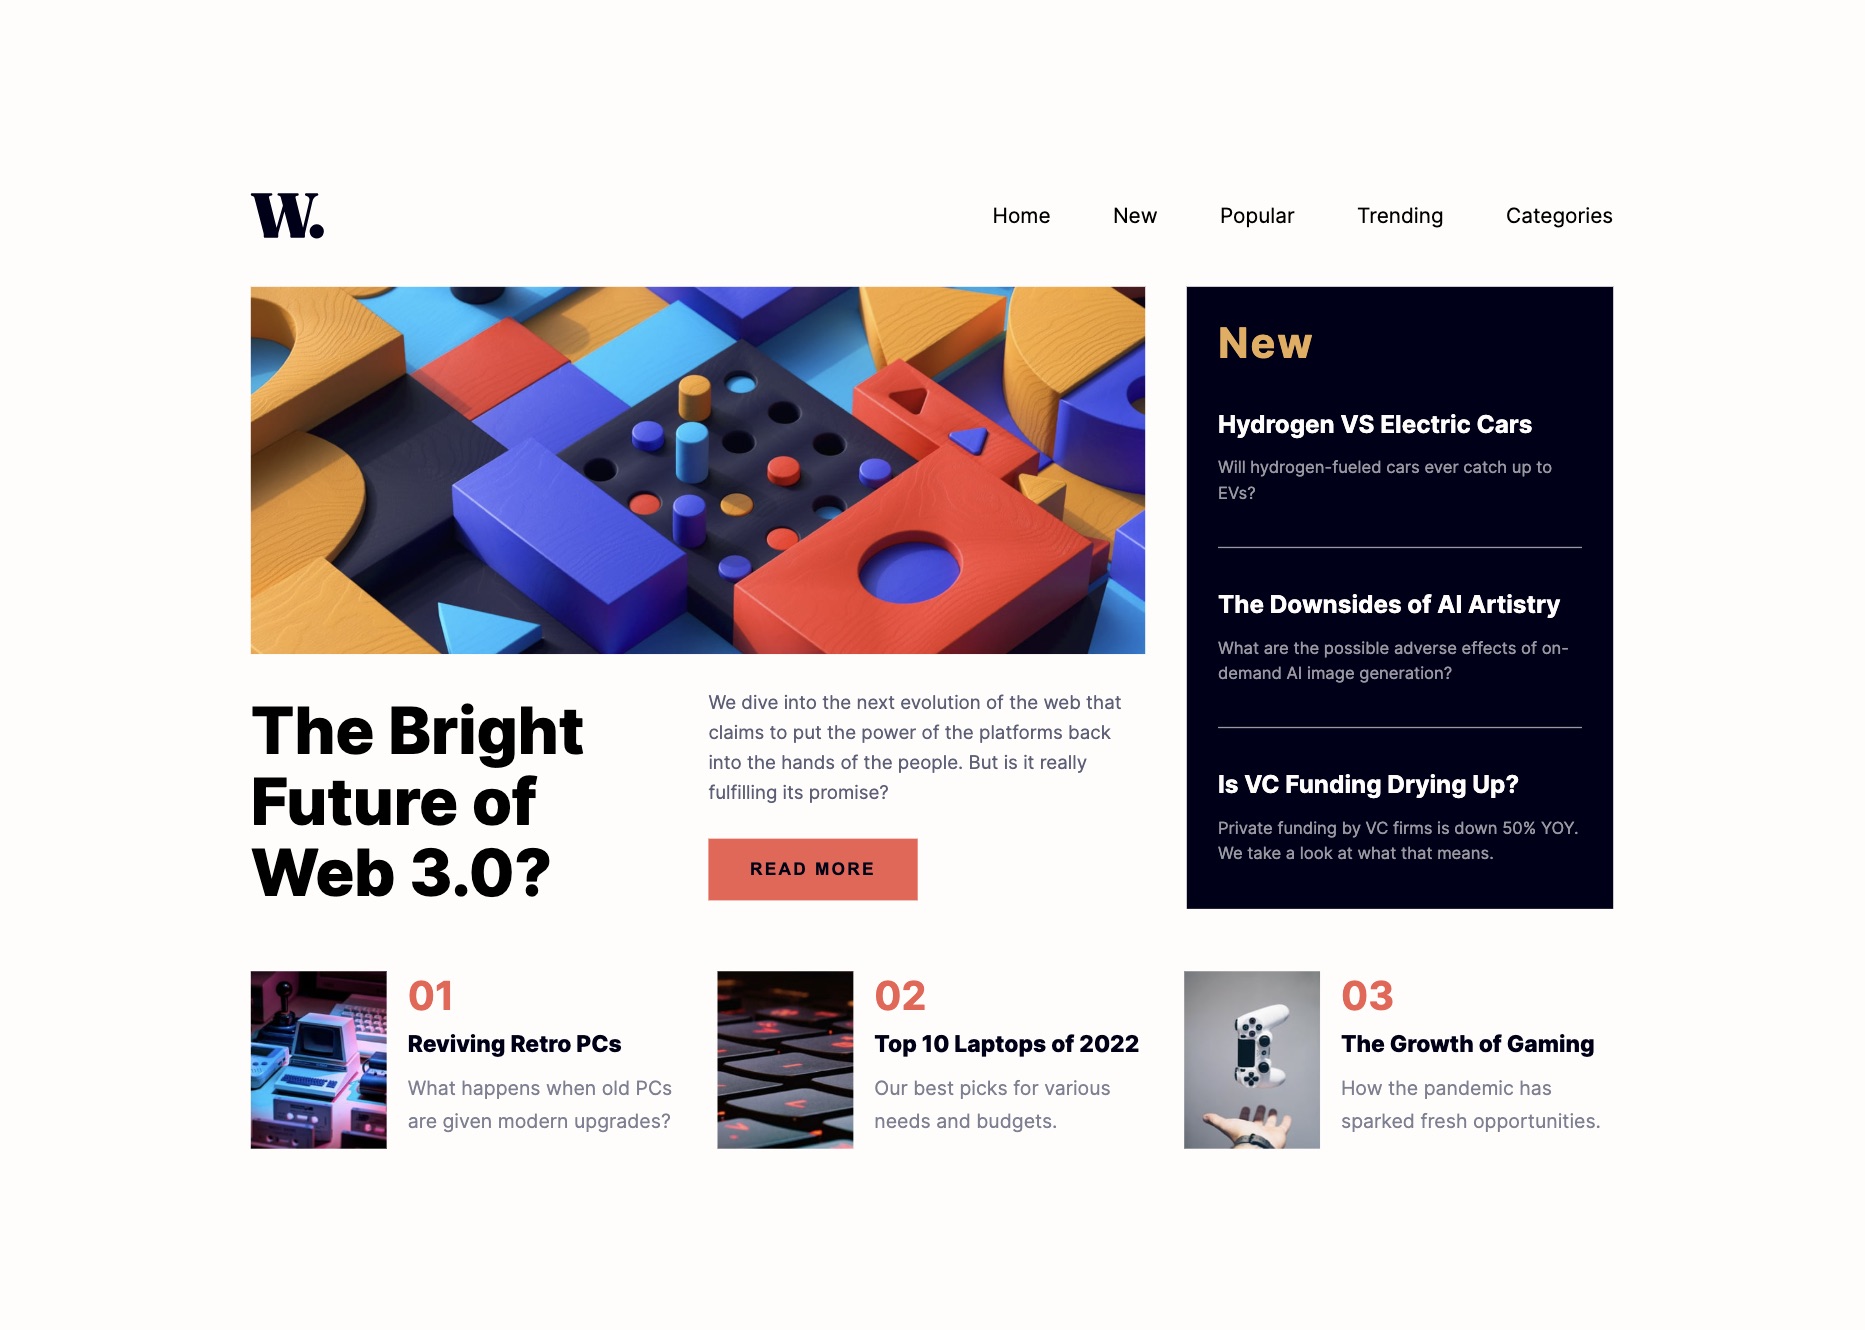 W.
Home
New
Popular
Trending
Categories
New
Hydrogen VS Electric Cars
Will hydrogen-fueled cars ever catch up to
EVs?
The Downsides of AI Artistry
What are the possible adverse effects of on-
demand AI image generation?
Is VC Funding Drying Up?
Private funding by VC firms is down 50% YOY.
We take a look at what that means.
The Bright
Future of
Web 3.0?
We dive into the next evolution of the web that
claims to put the power of the platforms back
into the hands of the people. But is it really
fulfilling its promise?
READ MORE
01
Reviving Retro PCs
What happens when old PCs
are given modern upgrades?
02
Top 10 Laptops of 2022
Our best picks for various
needs and budgets.
03
The Growth of Gaming
How the pandemic has
sparked fresh opportunities.